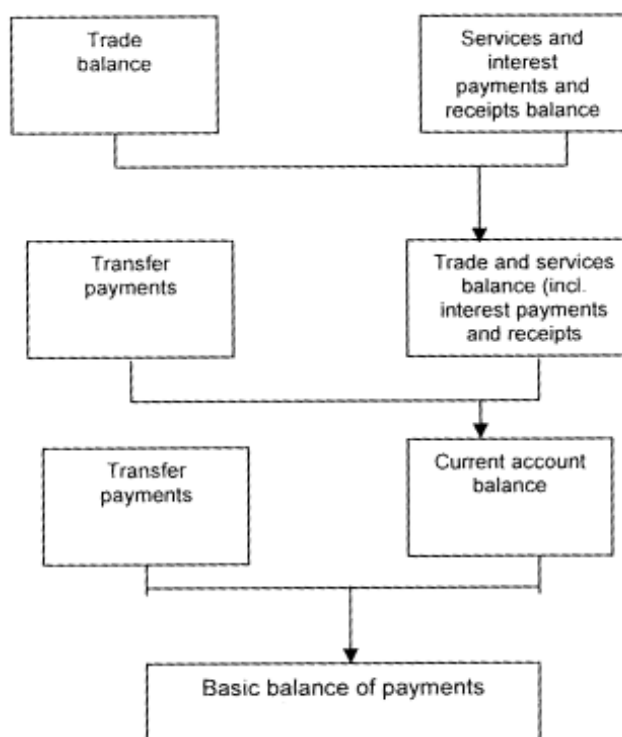 Trade
balance
Services and
interest
payments and
receipts balance
Transfer
payments
Trade and services
balance (incl.
interest payments
and receipts
Transfer
payments
Current account
balance
Basic balance of payments